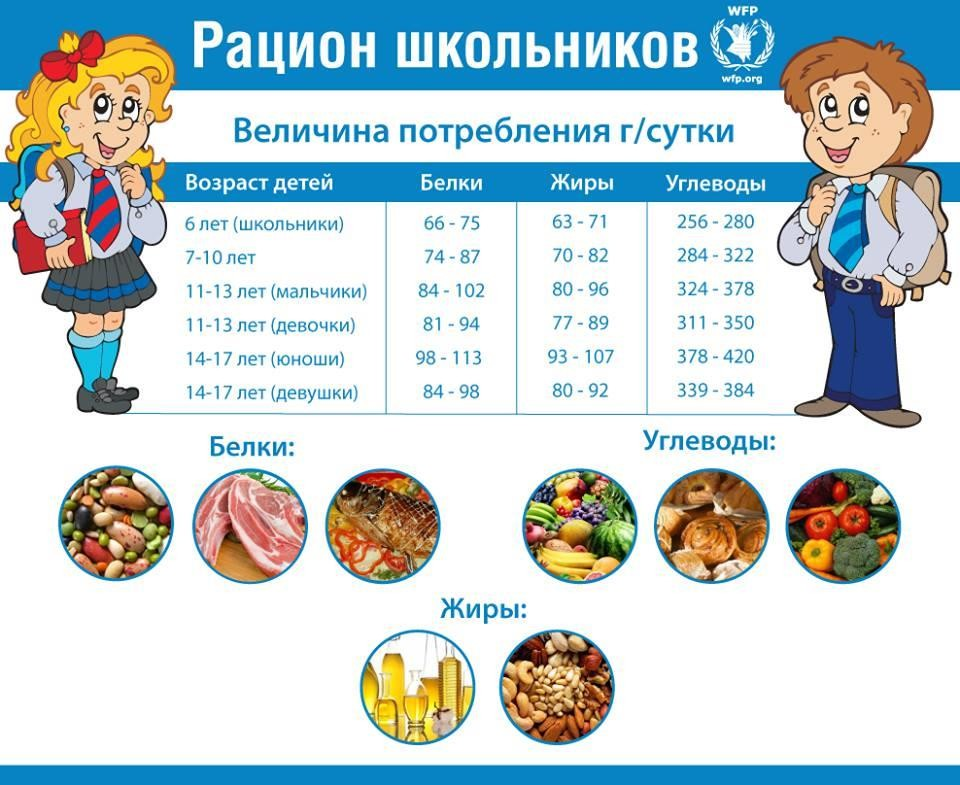 Рацион школьников
WFP
wfp.org
Величина потребления г/сутки
Возраст детей Белки Жиры Углеводы
6 лет (школьники) 66 - 75 63 - 71 256 - 280
7-10 лет 74 - 87 70 - 82 284 - 322
11-13 лет (мальчики) 84 - 102 80 - 96 324 - 378
11-13 лет (девочки) 81 - 94 77 - 89 311 - 350
14-17 лет (юноши) 98 - 113 93 - 107 378 - 420
14-17 лет (девушки) 84 - 98 80 - 92 339 - 384
Белки:
Углеводы:
Жиры: